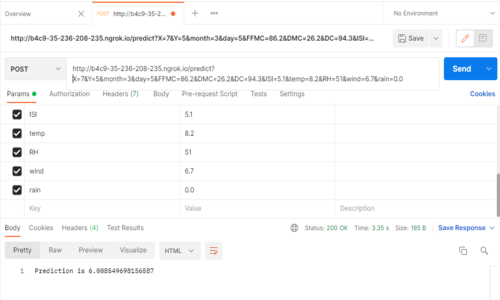 Overview
POST http://b4c9-35-2
No Environment
http://b4c9-35-236-208-235.ngrok.io/predict?X=7&Y=5&month=3&day=5&FFMC=86.2&DMC=26.2&DC=94.3&ISI=...
Save
POST
http://b4c9-35-236-208-235.ngrok.io/predict?
X=7&Y=5&month=3&day=5&FFMC=86.2&DMC=26.2&DC=94.3&ISI=5.1&temp=8.2&RH=51&wind=6.7&rain=0.0
Send
Params Authorization Headers (7) Body Pre-request Script Tests Settings Cookies
ISI 5.1
temp 8.2
RH 51
wind 6.7
rain 0.0
Key Value Description
Body Cookies Headers (4) Test Results Status: 200 OK Time: 3.35 s Size: 185 B Save Response
Pretty Raw Preview Visualize HTML
1 Prediction is 6.008549698156587